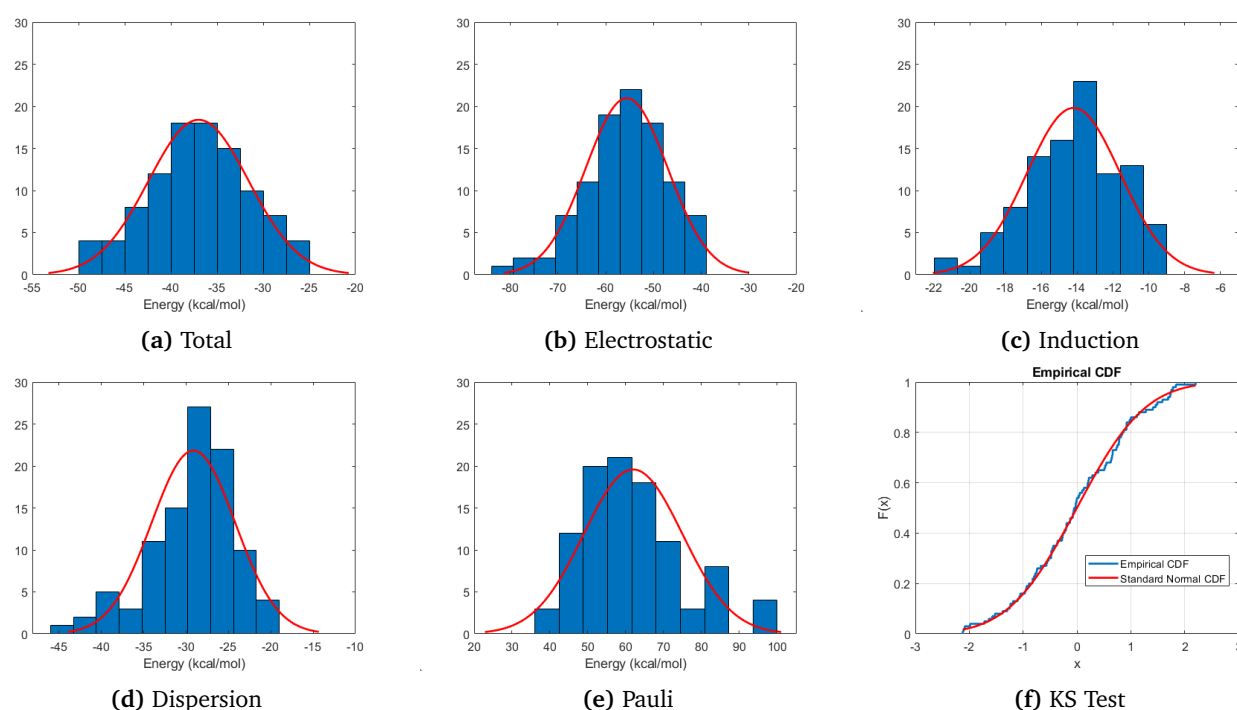 30
25
20
15
10
5
0
-55 -50 -45 -40 -35 -30 -25 -20
Energy (kcal/mol)
(a) Total
30
25
20
15
10
5
0
-80 -70 -60 -50 -40 -30 -20
Energy (kcal/mol)
(b) Electrostatic
30
25
20
15
10
5
0
-22 -20 -18 -16 -14 -12 -10 -8 -6
Energy (kcal/mol)
(c) Induction
30
25
20
15
10
5
0
-45 -40 -35 -30 -25 -20 -15 -10
Energy (kcal/mol)
(d) Dispersion
30
25
20
15
10
5
0
20 30 40 50 60 70 80 90 100
Energy (kcal/mol)
(e) Pauli
Empirical CDF
1
0.8
0.6
0.4
0.2
0
F(x)
Empirical CDF
Standard Normal CDF
-3 -2 -1 0 1 2 3
x
(f) KS Test